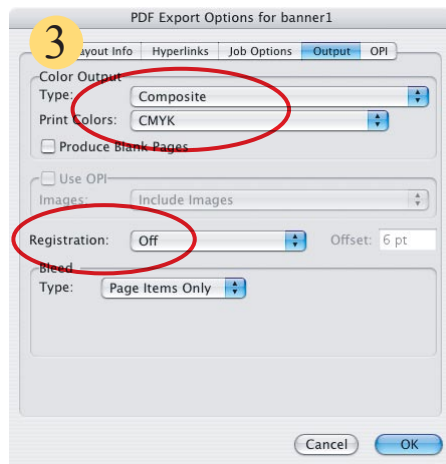 PDF Export Options for banner1
3
ayout Info Hyperlinks Job Options Output OPI
Color Output
Type: Composite
Print Colors: CMYK
Produce Blank Pages
Use OPI
Images: Include Images
Registration: Off Offset: 6 pt
Bleed
Type: Page Items Only
Cancel OK